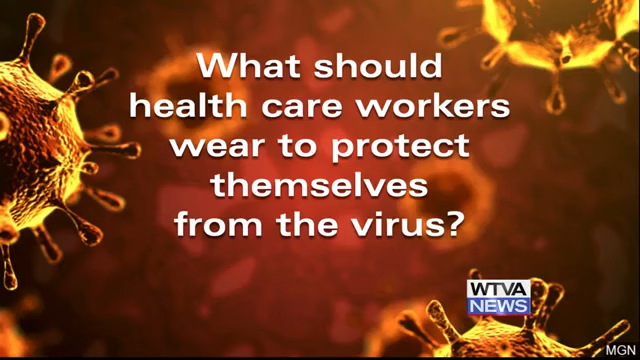 What should
health care workers
wear to protect
themselves
from the virus?
WTVA
NEWS
MGN